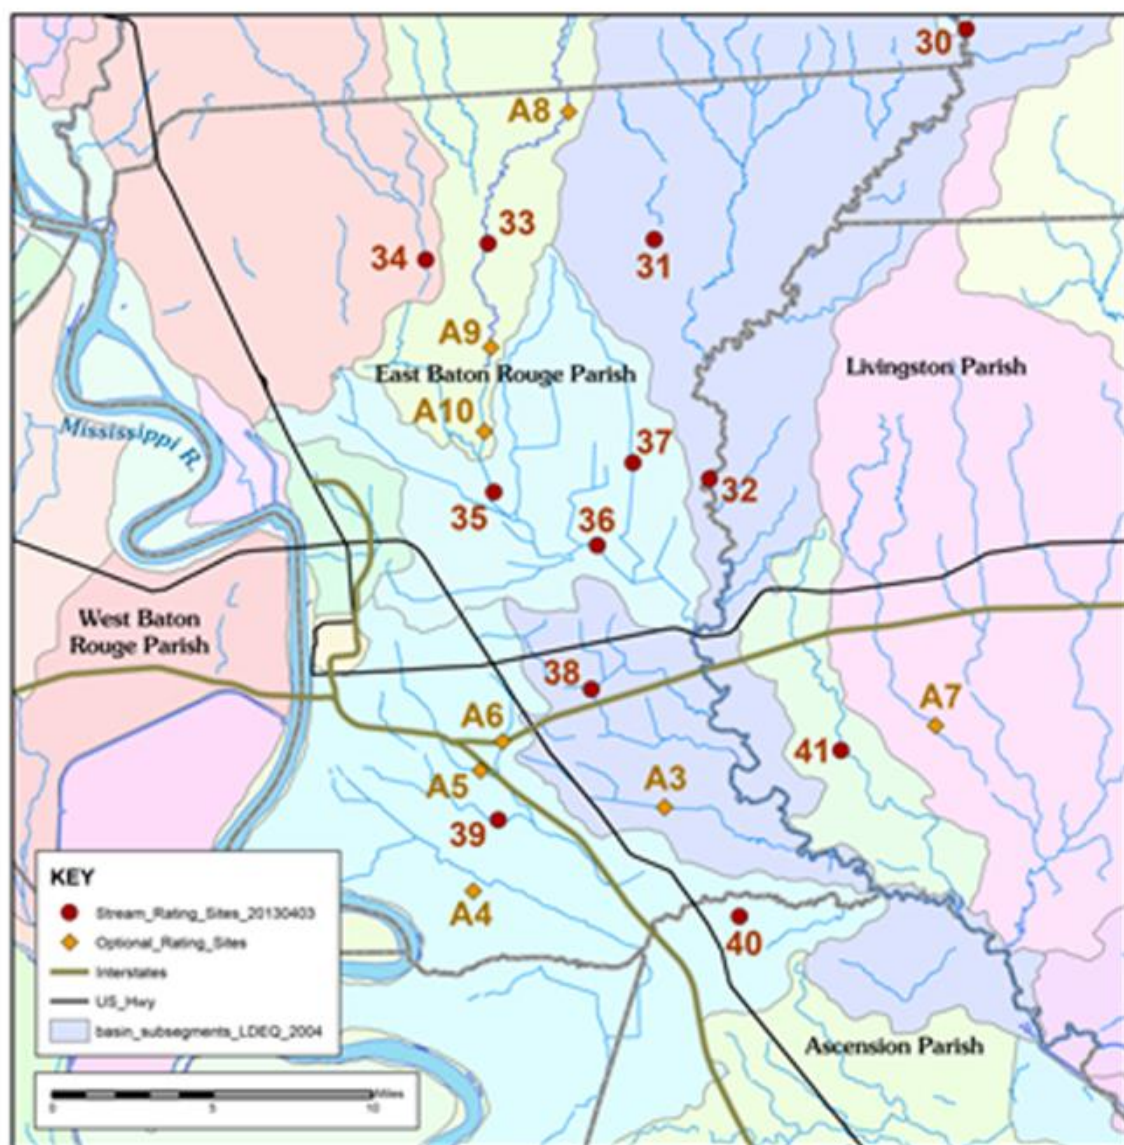 30
A8
33
34
31
A9
East Baton Rouge Parish
Livingston Parish
A10
Mississippi R.
37
32
35
36
West Baton
Rouge Parish
38
A6
A7
41
A5
A3
39
KEY
Stream_Rating_Sites_20130403
A4
40
Optional_Rating_Sites
Interstates
US_Hwy
basin_subsegments_LDEQ_2004
Ascension Parish
Miles
0
5
10